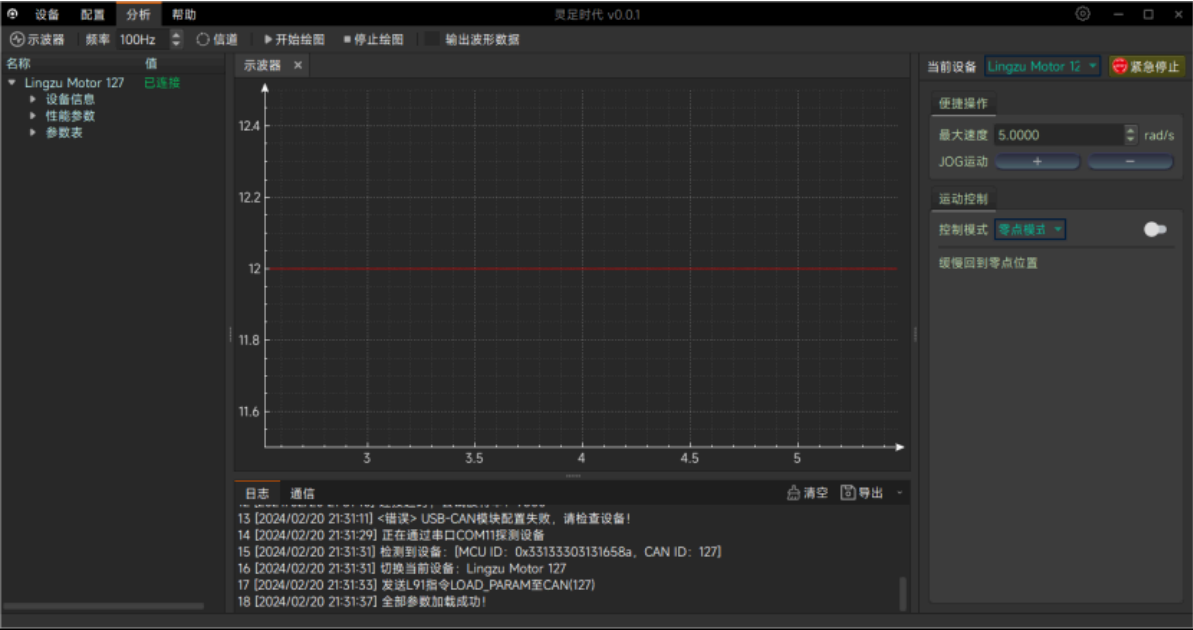 设备 配置 分析 帮助 灵足时代 v0.0.1
示波器 频率 100Hz 信道 开始绘图 停止绘图 输出波形数据
名称 值
Lingzu Motor 127 已连接
设备信息
性能参数
参数表
示波器 ×
12.4
12.2
12
11.8
11.6
3 3.5 4 4.5 5
日志 通信 清空 导出
13 [2024/02/20 21:31:11] <错误> USB-CAN模块配置失败，请检查设备！
14 [2024/02/20 21:31:29] 正在通过串口COM11探测设备
15 [2024/02/20 21:31:31] 检测到设备：[MCU ID：0x33133303131658a，CAN ID：127]
16 [2024/02/20 21:31:31] 切换当前设备：Lingzu Motor 127
17 [2024/02/20 21:31:33] 发送L91指令LOAD_PARAM至CAN(127)
18 [2024/02/20 21:31:37] 全部参数加载成功！
当前设备 Lingzu Motor 12 紧急停止
便捷操作
最大速度 5.0000 rad/s
JOG运动 + −
运动控制
控制模式 零点模式
缓慢回到零点位置